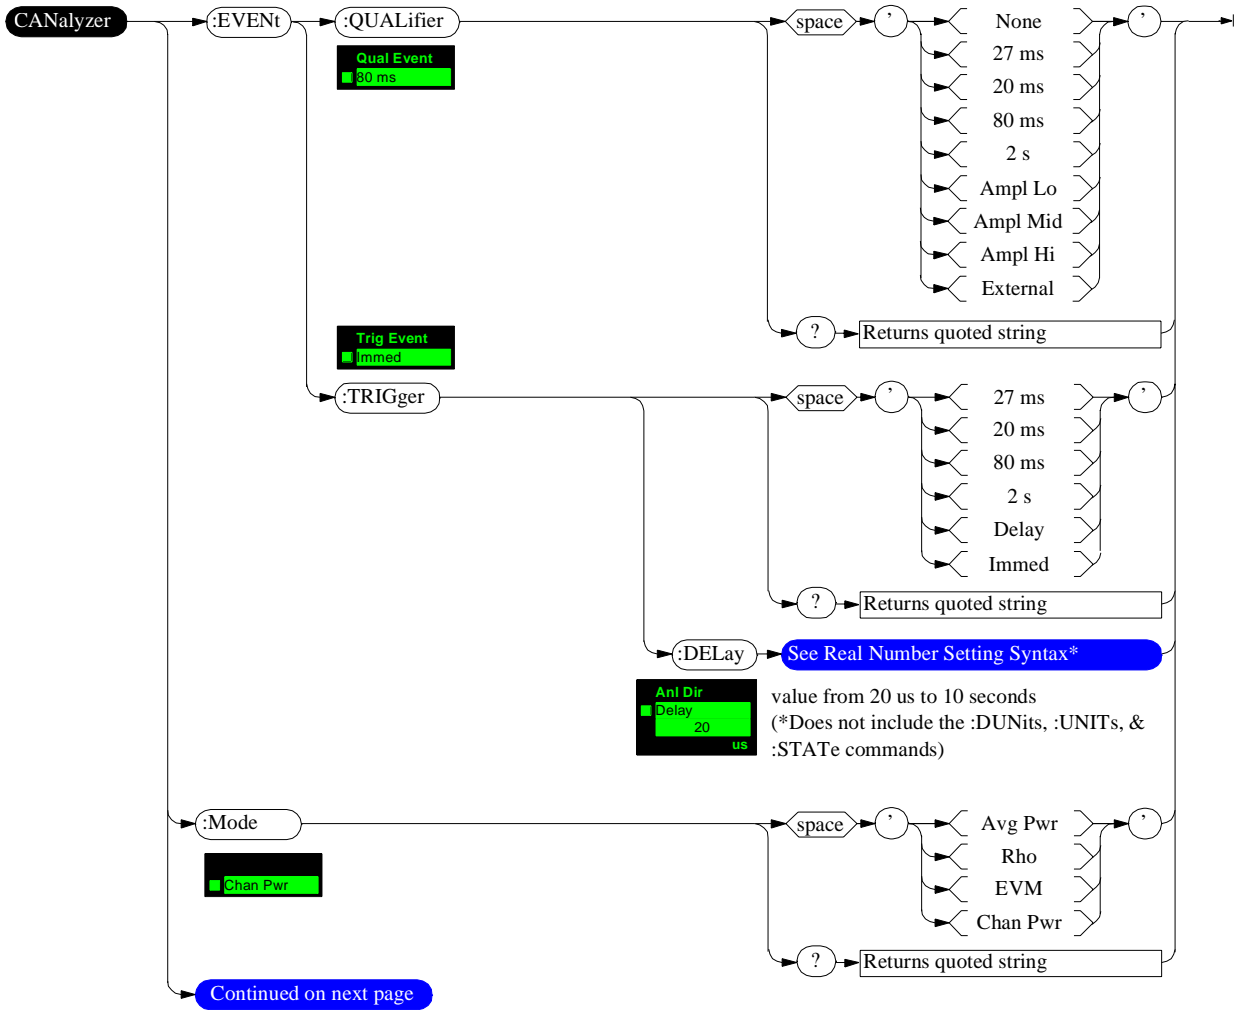 CANalyzer
:EVENt
:QUALifier
space
’
None
’
27 ms
20 ms
80 ms
2 s
Ampl Lo
Ampl Mid
Ampl Hi
External
Qual Event
80 ms
?
Returns quoted string
Trig Event
Immed
:TRIGger
space
’
27 ms
’
20 ms
80 ms
2 s
Delay
Immed
?
Returns quoted string
:DELay
See Real Number Setting Syntax*
Anl Dir
Delay
20
us
value from 20 us to 10 seconds
(*Does not include the :DUNits, :UNITs, &
:STATe commands)
:Mode
space
’
Avg Pwr
’
Rho
EVM
Chan Pwr
Chan Pwr
?
Returns quoted string
Continued on next page